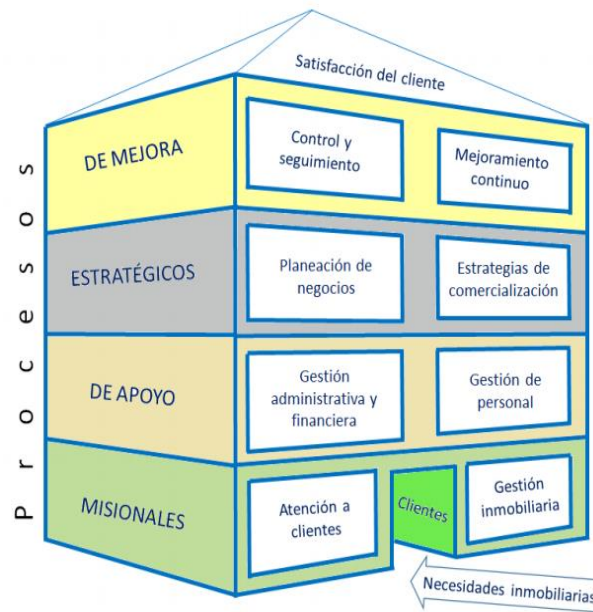 Satisfacción del cliente
Procesos
DE MEJORA
Control y
seguimiento
Mejoramiento
continuo
ESTRATÉGICOS
Planeación de
negocios
Estrategias de
comercialización
DE APOYO
Gestión
administrativa y
financiera
Gestión de
personal
MISIONALES
Atención a
clientes
Clientes
Gestión
inmobiliaria
Necesidades inmobiliarias